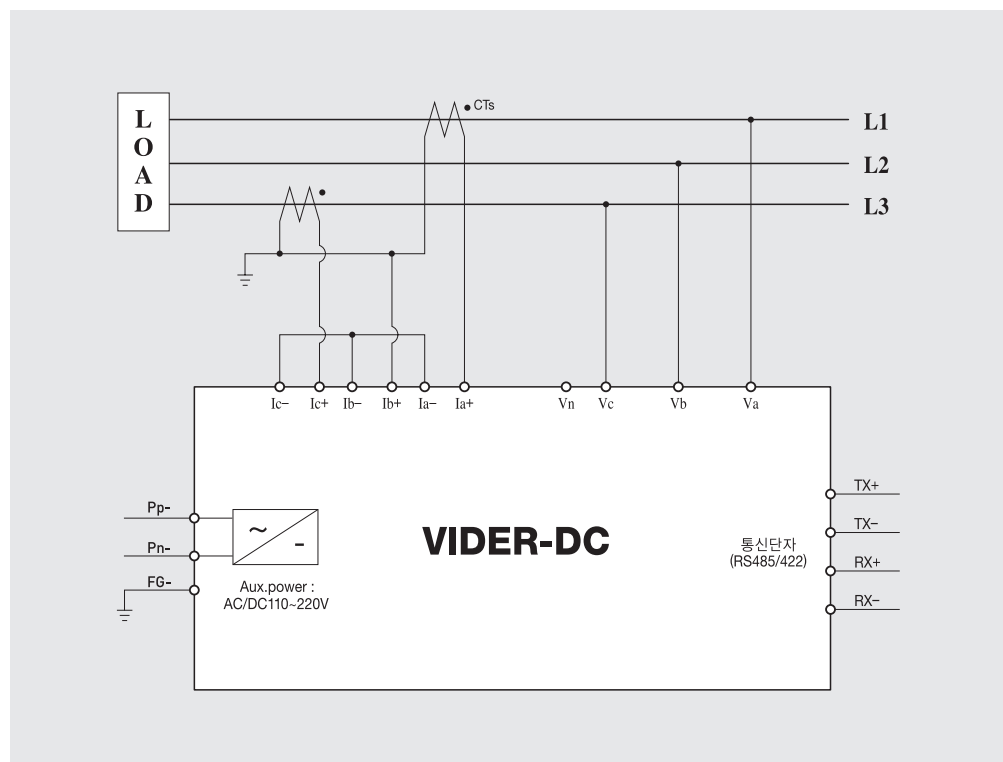 CTs
LOAD
L1
L2
L3
Ic− Ic+ Ib− Ib+ Ia− Ia+ Vn Vc Vb Va
Pp-
Pn-
FG-
~
-
Aux.power :
AC/DC110~220V
VIDER-DC
통신단자
(RS485/422)
TX+
TX−
RX+
RX−